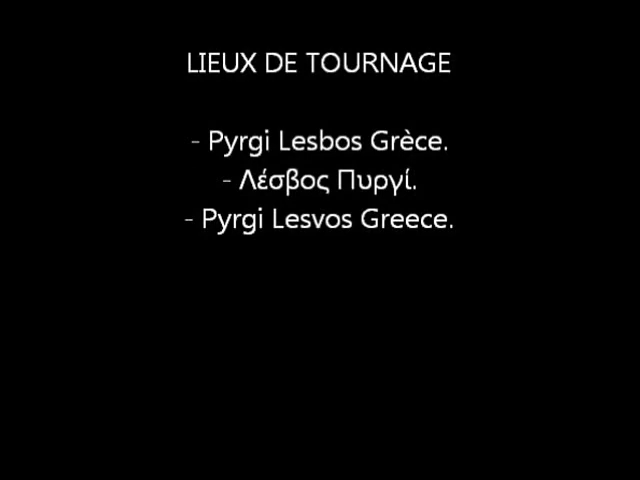 LIEUX DE TOURNAGE
- Pyrgi Lesbos Grèce.
- Λέσβος Πυργί.
- Pyrgi Lesvos Greece.